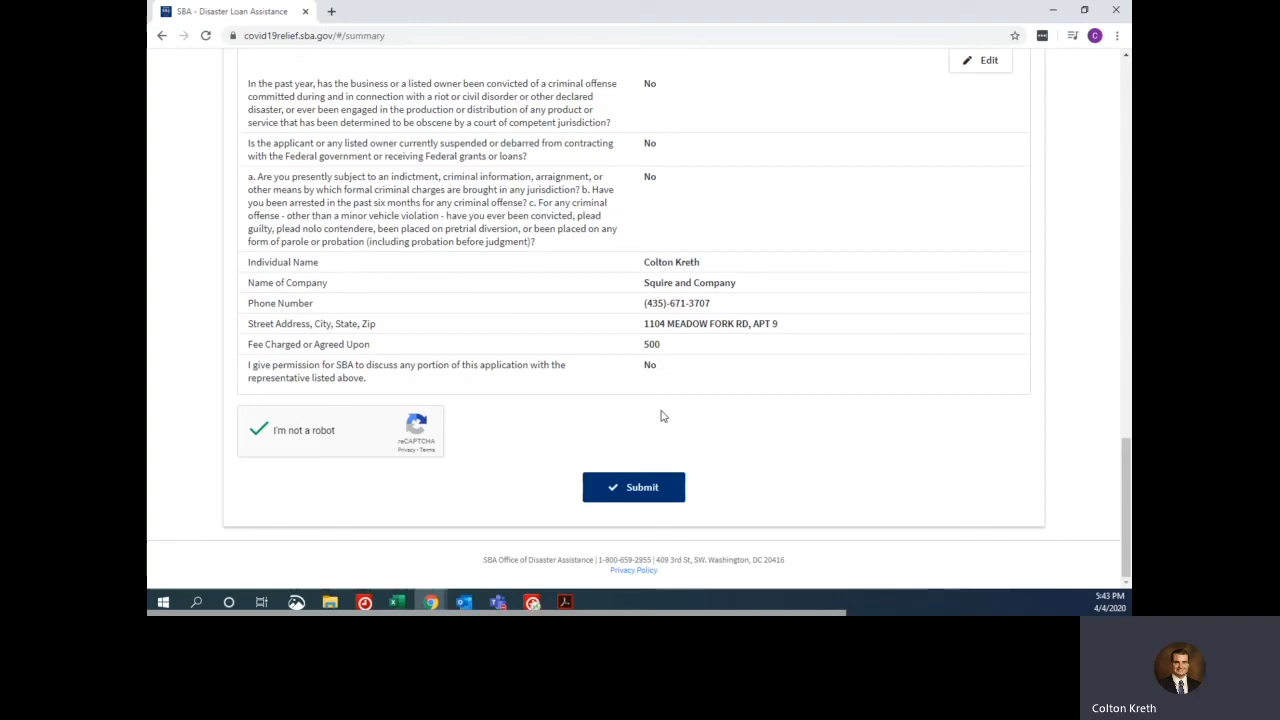 SBA - Disaster Loan Assistance
covid19relief.sba.gov/#/summary
C
Edit
In the past year, has the business or a listed owner been convicted of a criminal offense
committed during and in connection with a riot or civil disorder or other declared
disaster, or ever been engaged in the production or distribution of any product or
service that has been determined to be obscene by a court of competent jurisdiction?
No
Is the applicant or any listed owner currently suspended or debarred from contracting
with the Federal government or receiving Federal grants or loans?
No
a. Are you presently subject to an indictment, criminal information, arraignment, or
other means by which formal criminal charges are brought in any jurisdiction? b. Have
you been arrested in the past six months for any criminal offense? c. For any criminal
offense - other than a minor vehicle violation - have you ever been convicted, plead
guilty, plead nolo contendere, been placed on pretrial diversion, or been placed on any
form of parole or probation (including probation before judgment)?
No
Individual Name Colton Kreth
Name of Company Squire and Company
Phone Number (435)-671-3707
Street Address, City, State, Zip 1104 MEADOW FORK RD, APT 9
Fee Charged or Agreed Upon 500
I give permission for SBA to discuss any portion of this application with the
representative listed above.
No
I'm not a robot
reCAPTCHA
Privacy - Terms
Submit
SBA Office of Disaster Assistance | 1-800-659-2955 | 409 3rd St, SW. Washington, DC 20416
Privacy Policy
5:43 PM
4/4/2020
Colton Kreth